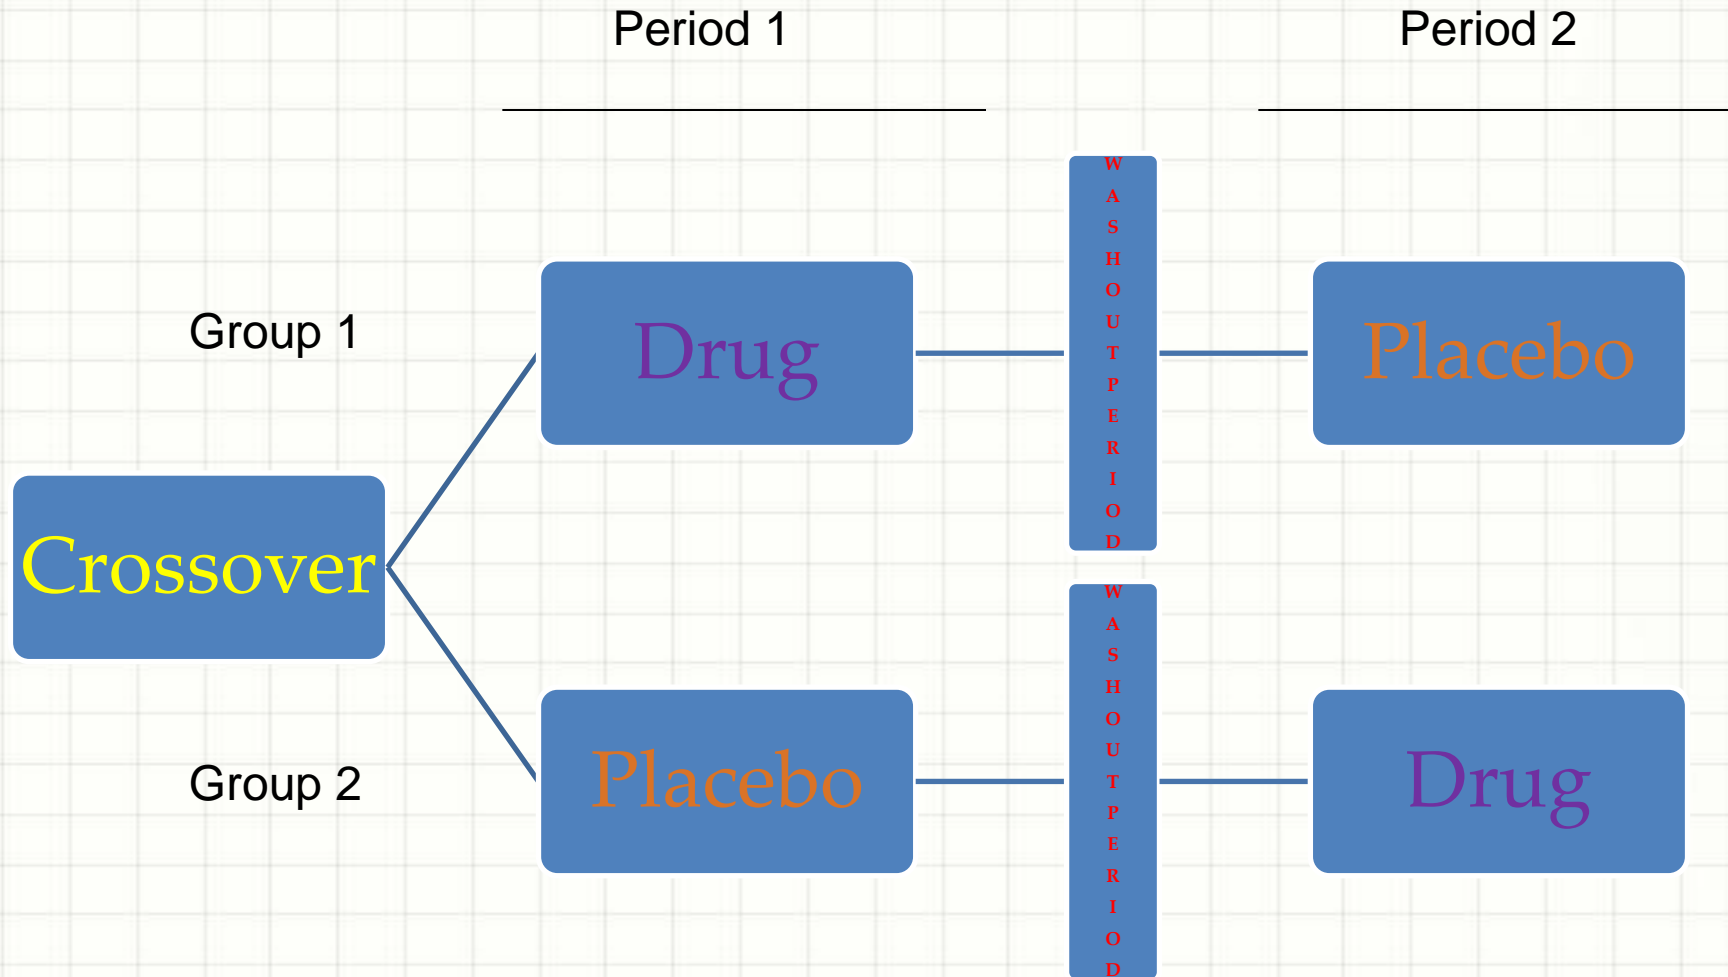 Period 1
Period 2
Group 1
Drug
W
A
S
H
O
U
T
P
E
R
I
O
D
Placebo
Crossover
Group 2
Placebo
W
A
S
H
O
U
T
P
E
R
I
O
D
Drug